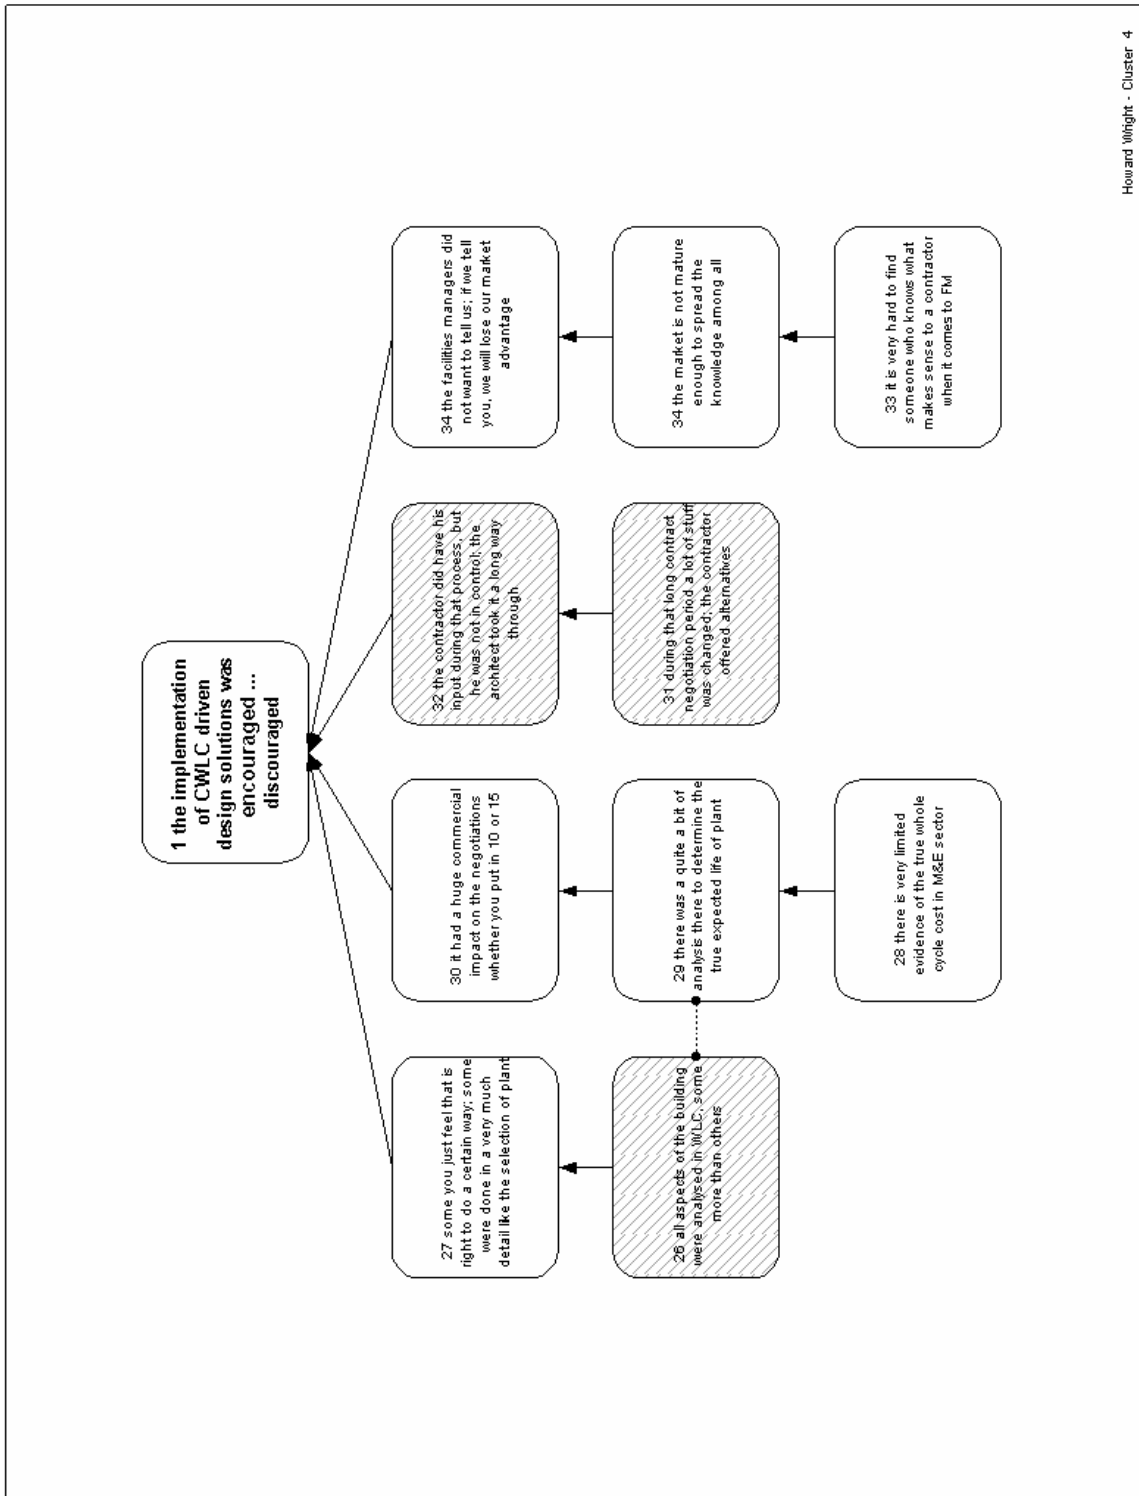 1 the implementation
of CWLC driven
design solutions was
encouraged ...
discouraged
27 some you just feel that is
right to do a certain way; some
were done in a very much
detail like the selection of plant
30 it had a huge commercial
impact on the negotiations
whether you put in 10 or 15
32 the contractor did have his
input during that process, but
he was not in control; the
architect took it a long way
through
34 the facilities managers did
not want to tell us; if we tell
you, we will lose our market
advantage
26 all aspects of the building
were analysed in WLC, some
more than others
29 there was a quite a bit of
analysis there to determine the
true expected life of plant
31 during that long contract
negotiation period a lot of stuff
was changed; the contractor
offered alternatives
34 the market is not mature
enough to spread the
knowledge among all
28 there is very limited
evidence of the true whole
cycle cost in M&E sector
33 it is very hard to find
someone who knows what
makes sense to a contractor
when it comes to FM
Howard Wright - Cluster 4